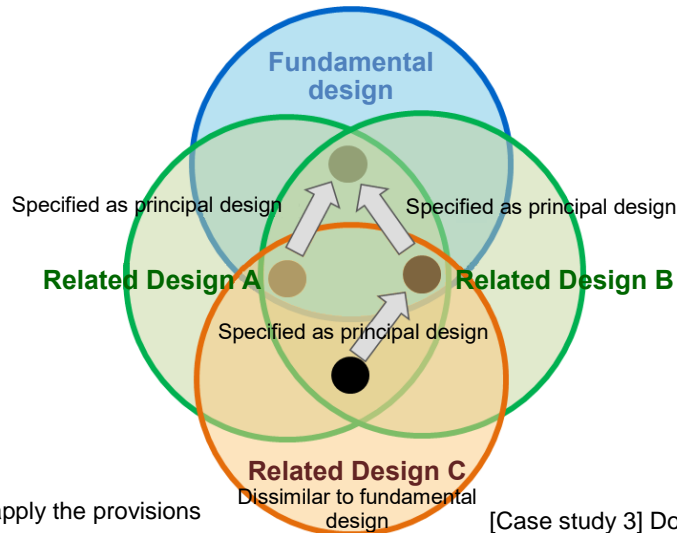 Fundamental
design
Specified as principal design
Specified as principal design
Related Design A
Related Design B
Specified as principal design
Related Design C
Dissimilar to fundamental
design
apply the provisions
[Case study 3] Do